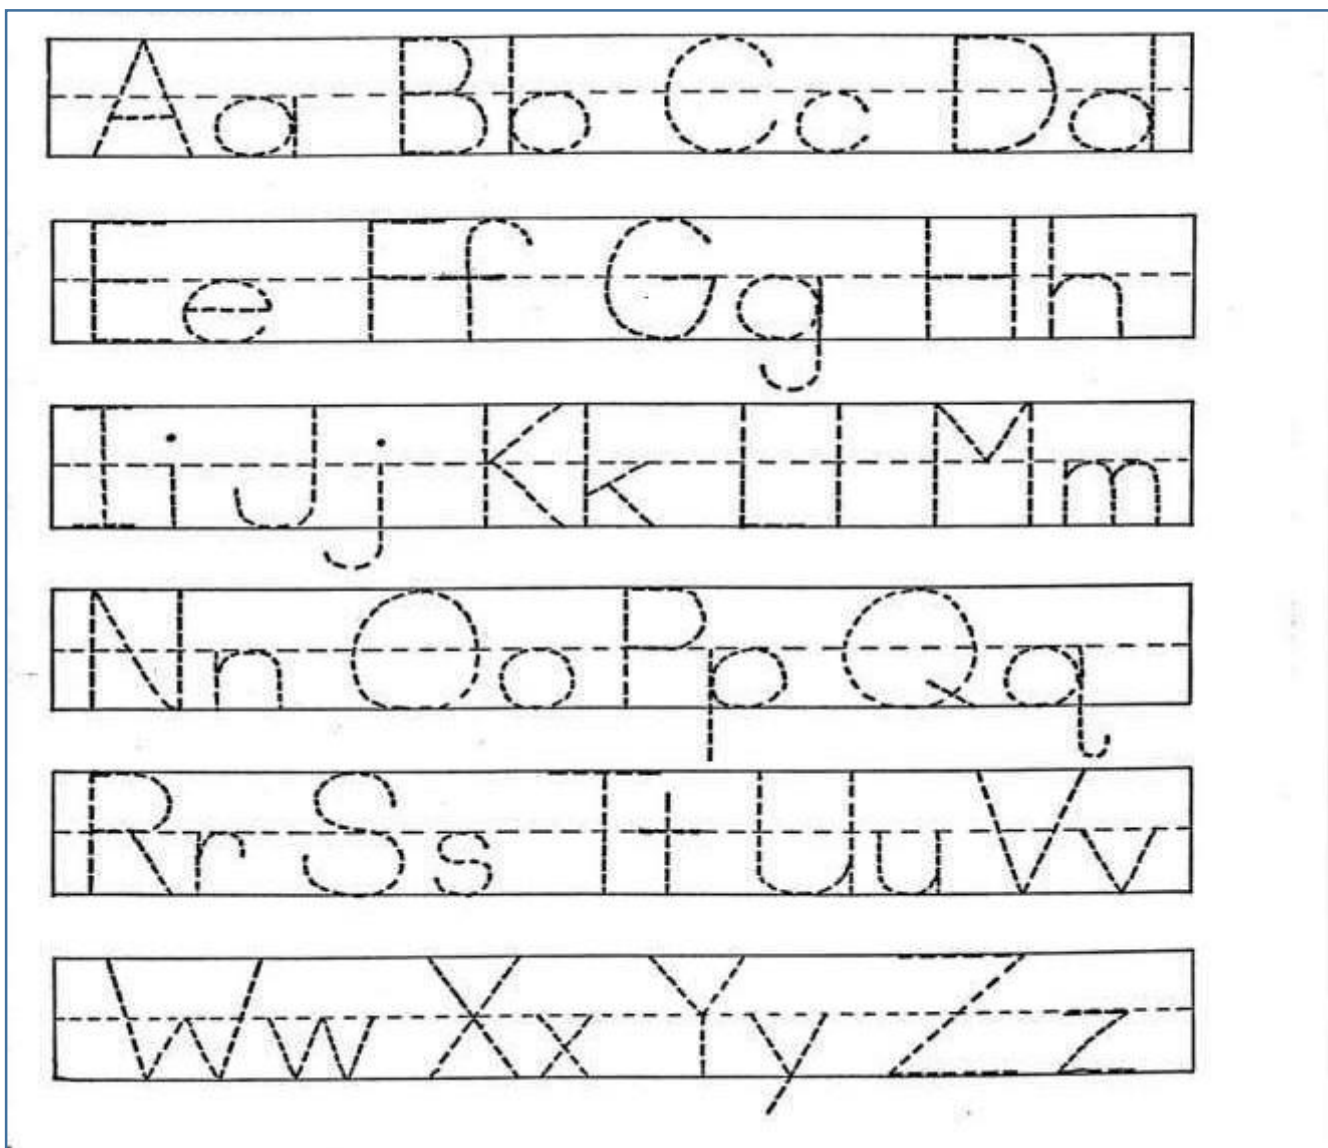 Aa Bb Cc Dd
Ee Ff Gg Hh
Ii Jj Kk Ll Mm
Nn Oo Pp Qq
Rr Ss Tt Uu Vv
Ww Xx Yy Zz